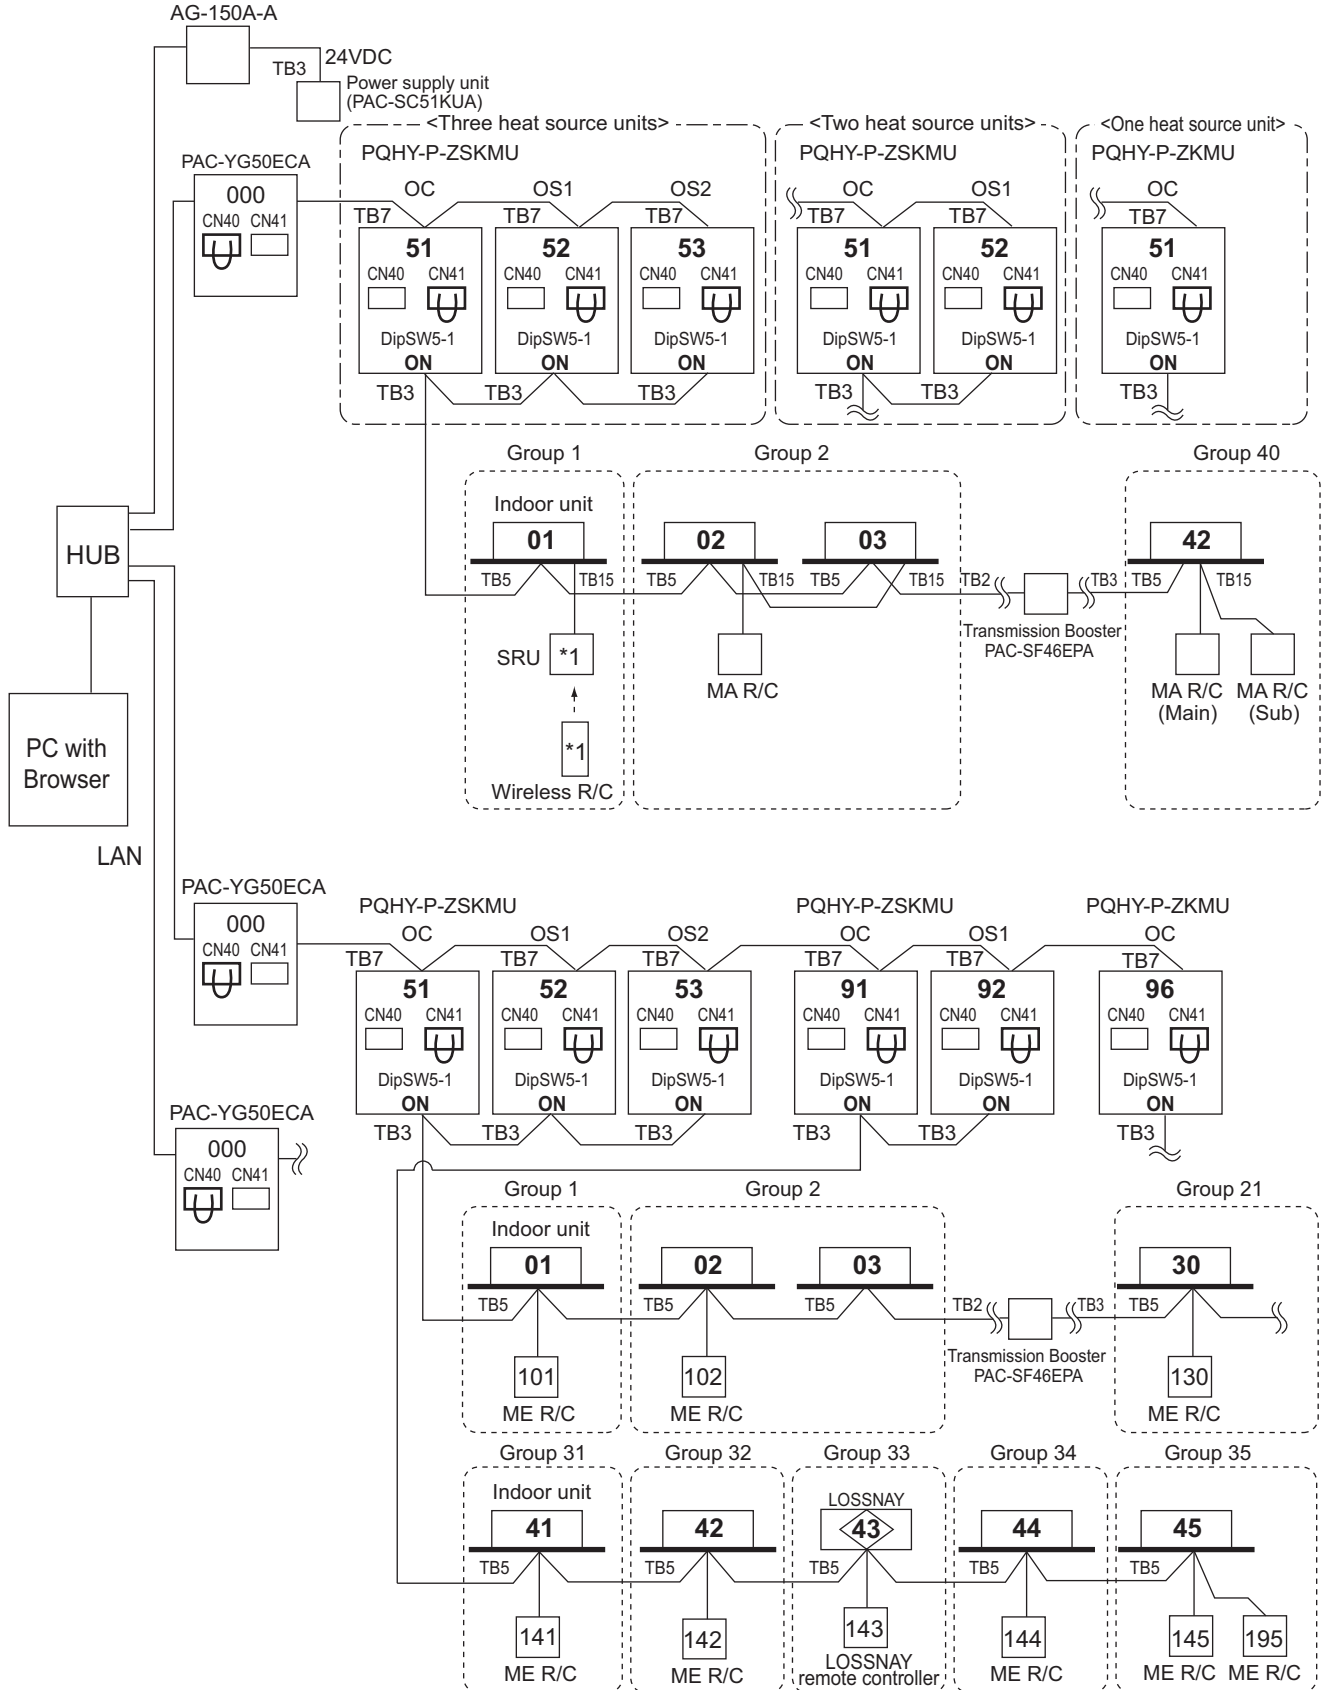 AG-150A-A
TB3
24VDC
Power supply unit
(PAC-SC51KUA)
<Three heat source units>
<Two heat source units>
<One heat source unit>
PQHY-P-ZSKMU
PQHY-P-ZSKMU
PQHY-P-ZKMU
PAC-YG50ECA
000
CN40 CN41
OC OS1 OS2 OC OS1 OC
TB7 TB7 TB7 TB7 TB7 TB7
51 52 53 51 52 51
CN40 CN41 CN40 CN41 CN40 CN41 CN40 CN41 CN40 CN41 CN40 CN41
DipSW5-1 DipSW5-1 DipSW5-1 DipSW5-1 DipSW5-1 DipSW5-1
ON ON ON ON ON ON
TB3 TB3 TB3 TB3 TB3 TB3
Group 1 Group 2 Group 40
Indoor unit
01 02 03 42
TB5 TB15 TB5 TB15 TB5 TB15 TB2 TB3 TB5 TB15
Transmission Booster
PAC-SF46EPA
SRU *1
MA R/C
MA R/C
(Main)
MA R/C
(Sub)
*1
Wireless R/C
HUB
PC with
Browser
LAN
PAC-YG50ECA
000
CN40 CN41
PQHY-P-ZSKMU PQHY-P-ZSKMU PQHY-P-ZKMU
OC OS1 OS2 OC OS1 OC
TB7 TB7 TB7 TB7 TB7 TB7
51 52 53 91 92 96
CN40 CN41 CN40 CN41 CN40 CN41 CN40 CN41 CN40 CN41 CN40 CN41
DipSW5-1 DipSW5-1 DipSW5-1 DipSW5-1 DipSW5-1 DipSW5-1
ON ON ON ON ON ON
TB3 TB3 TB3 TB3 TB3 TB3
PAC-YG50ECA
000
CN40 CN41
Group 1 Group 2 Group 21
Indoor unit
01 02 03 30
TB5 TB5 TB5 TB2 TB3 TB5
Transmission Booster
PAC-SF46EPA
101 102 130
ME R/C ME R/C ME R/C
Group 31 Group 32 Group 33 Group 34 Group 35
Indoor unit
LOSSNAY
41 42 43 44 45
TB5 TB5 TB5 TB5 TB5
141 142 143 144 145 195
ME R/C ME R/C
LOSSNAY
remote controller
ME R/C ME R/C ME R/C